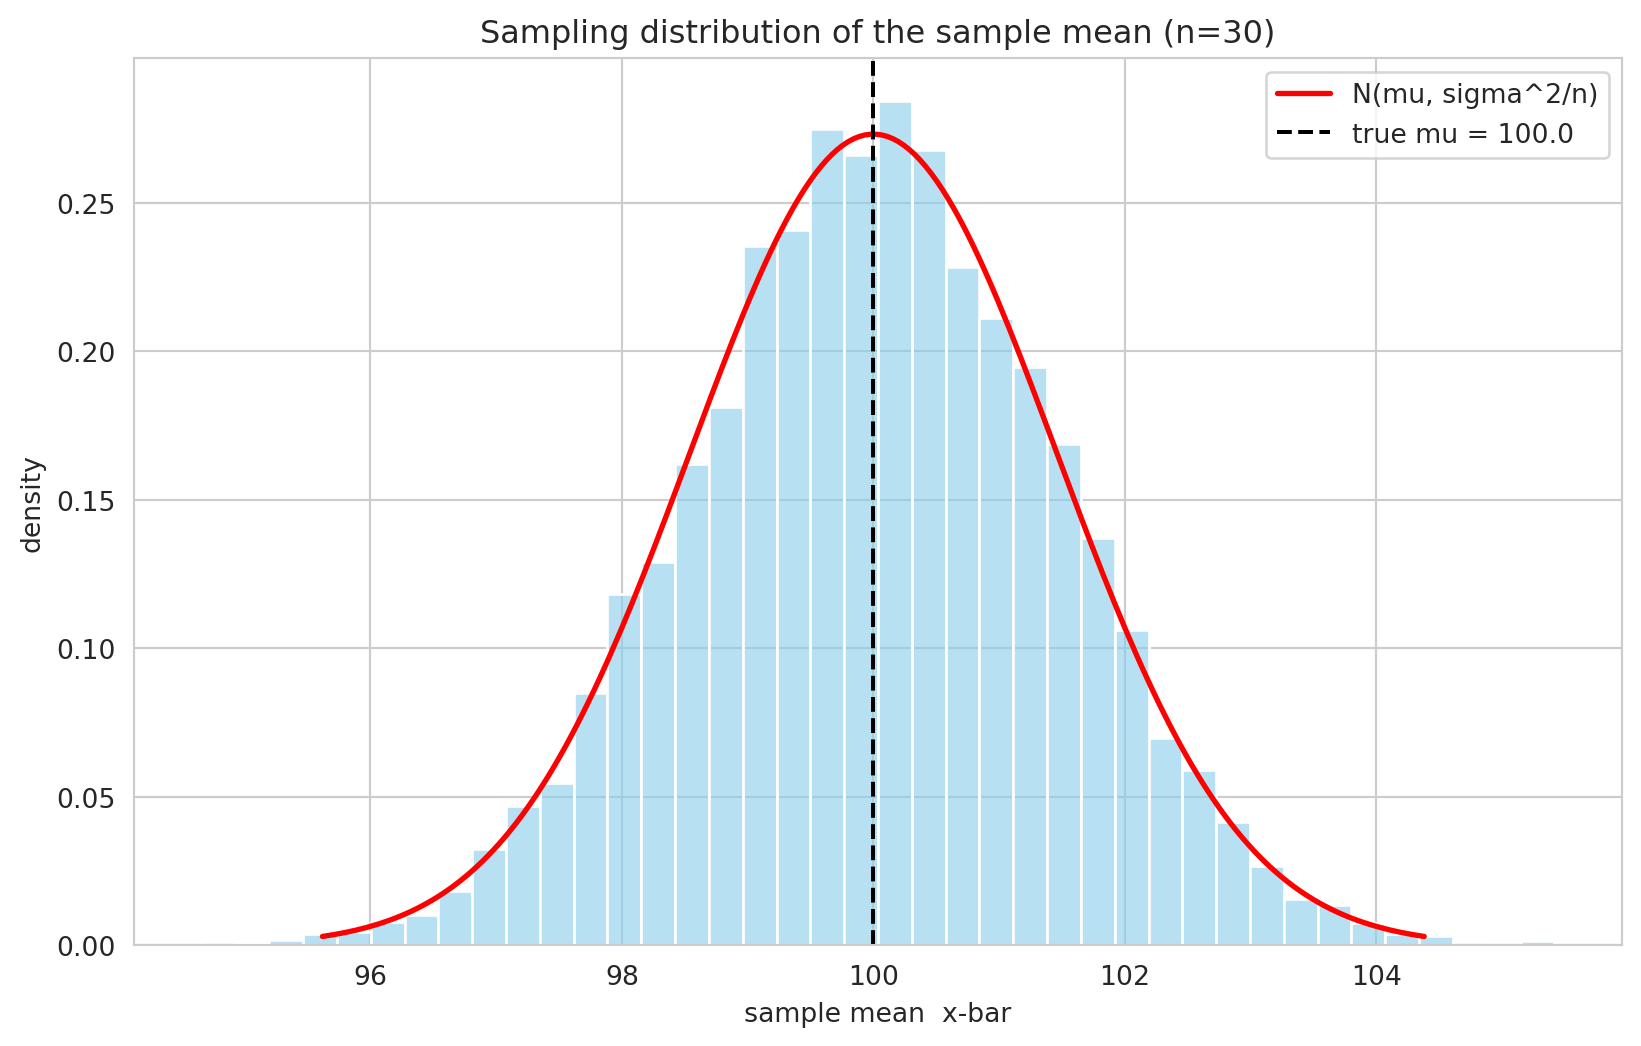 Sampling distribution of the sample mean (n=30)
N(mu, sigma^2/n)
true mu = 100.0
density
0.25
0.20
0.15
0.10
0.05
0.00
96 98 100 102 104
sample mean  x-bar